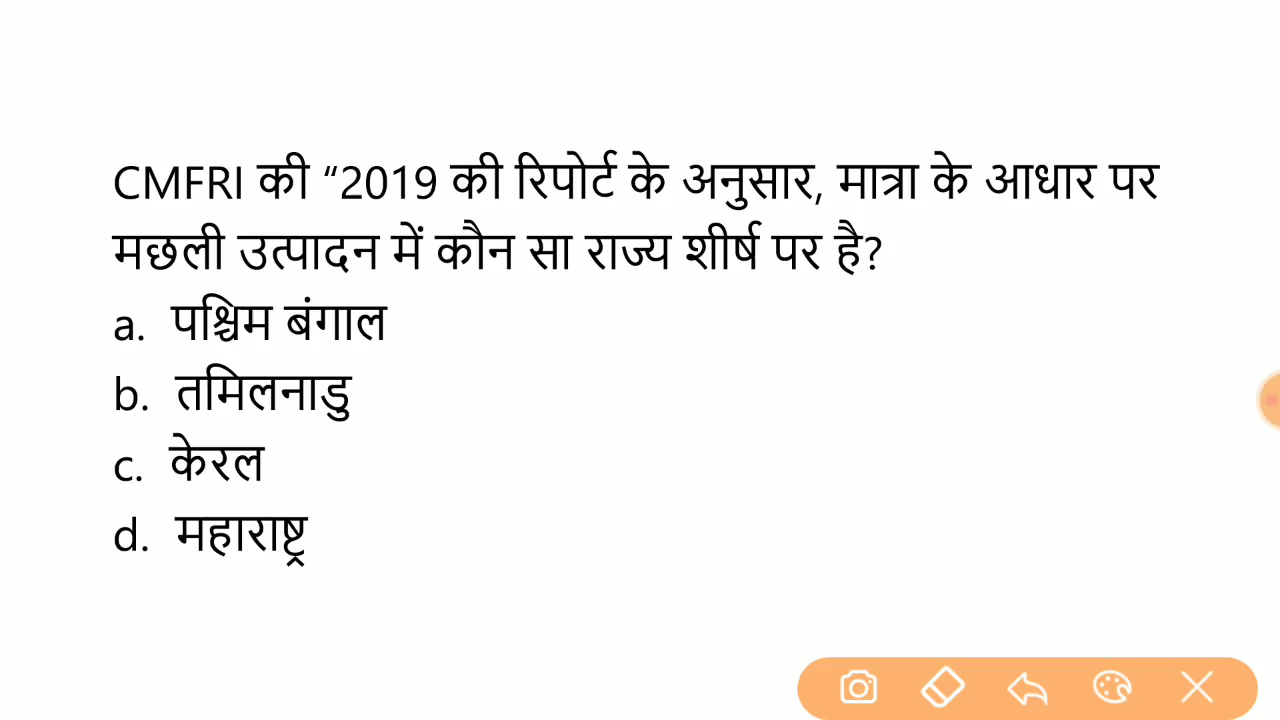 CMFRI की “2019 की रिपोर्ट के अनुसार, मात्रा के आधार पर
मछली उत्पादन में कौन सा राज्य शीर्ष पर है?
a. पश्चिम बंगाल
b. तमिलनाडु
c. केरल
d. महाराष्ट्र